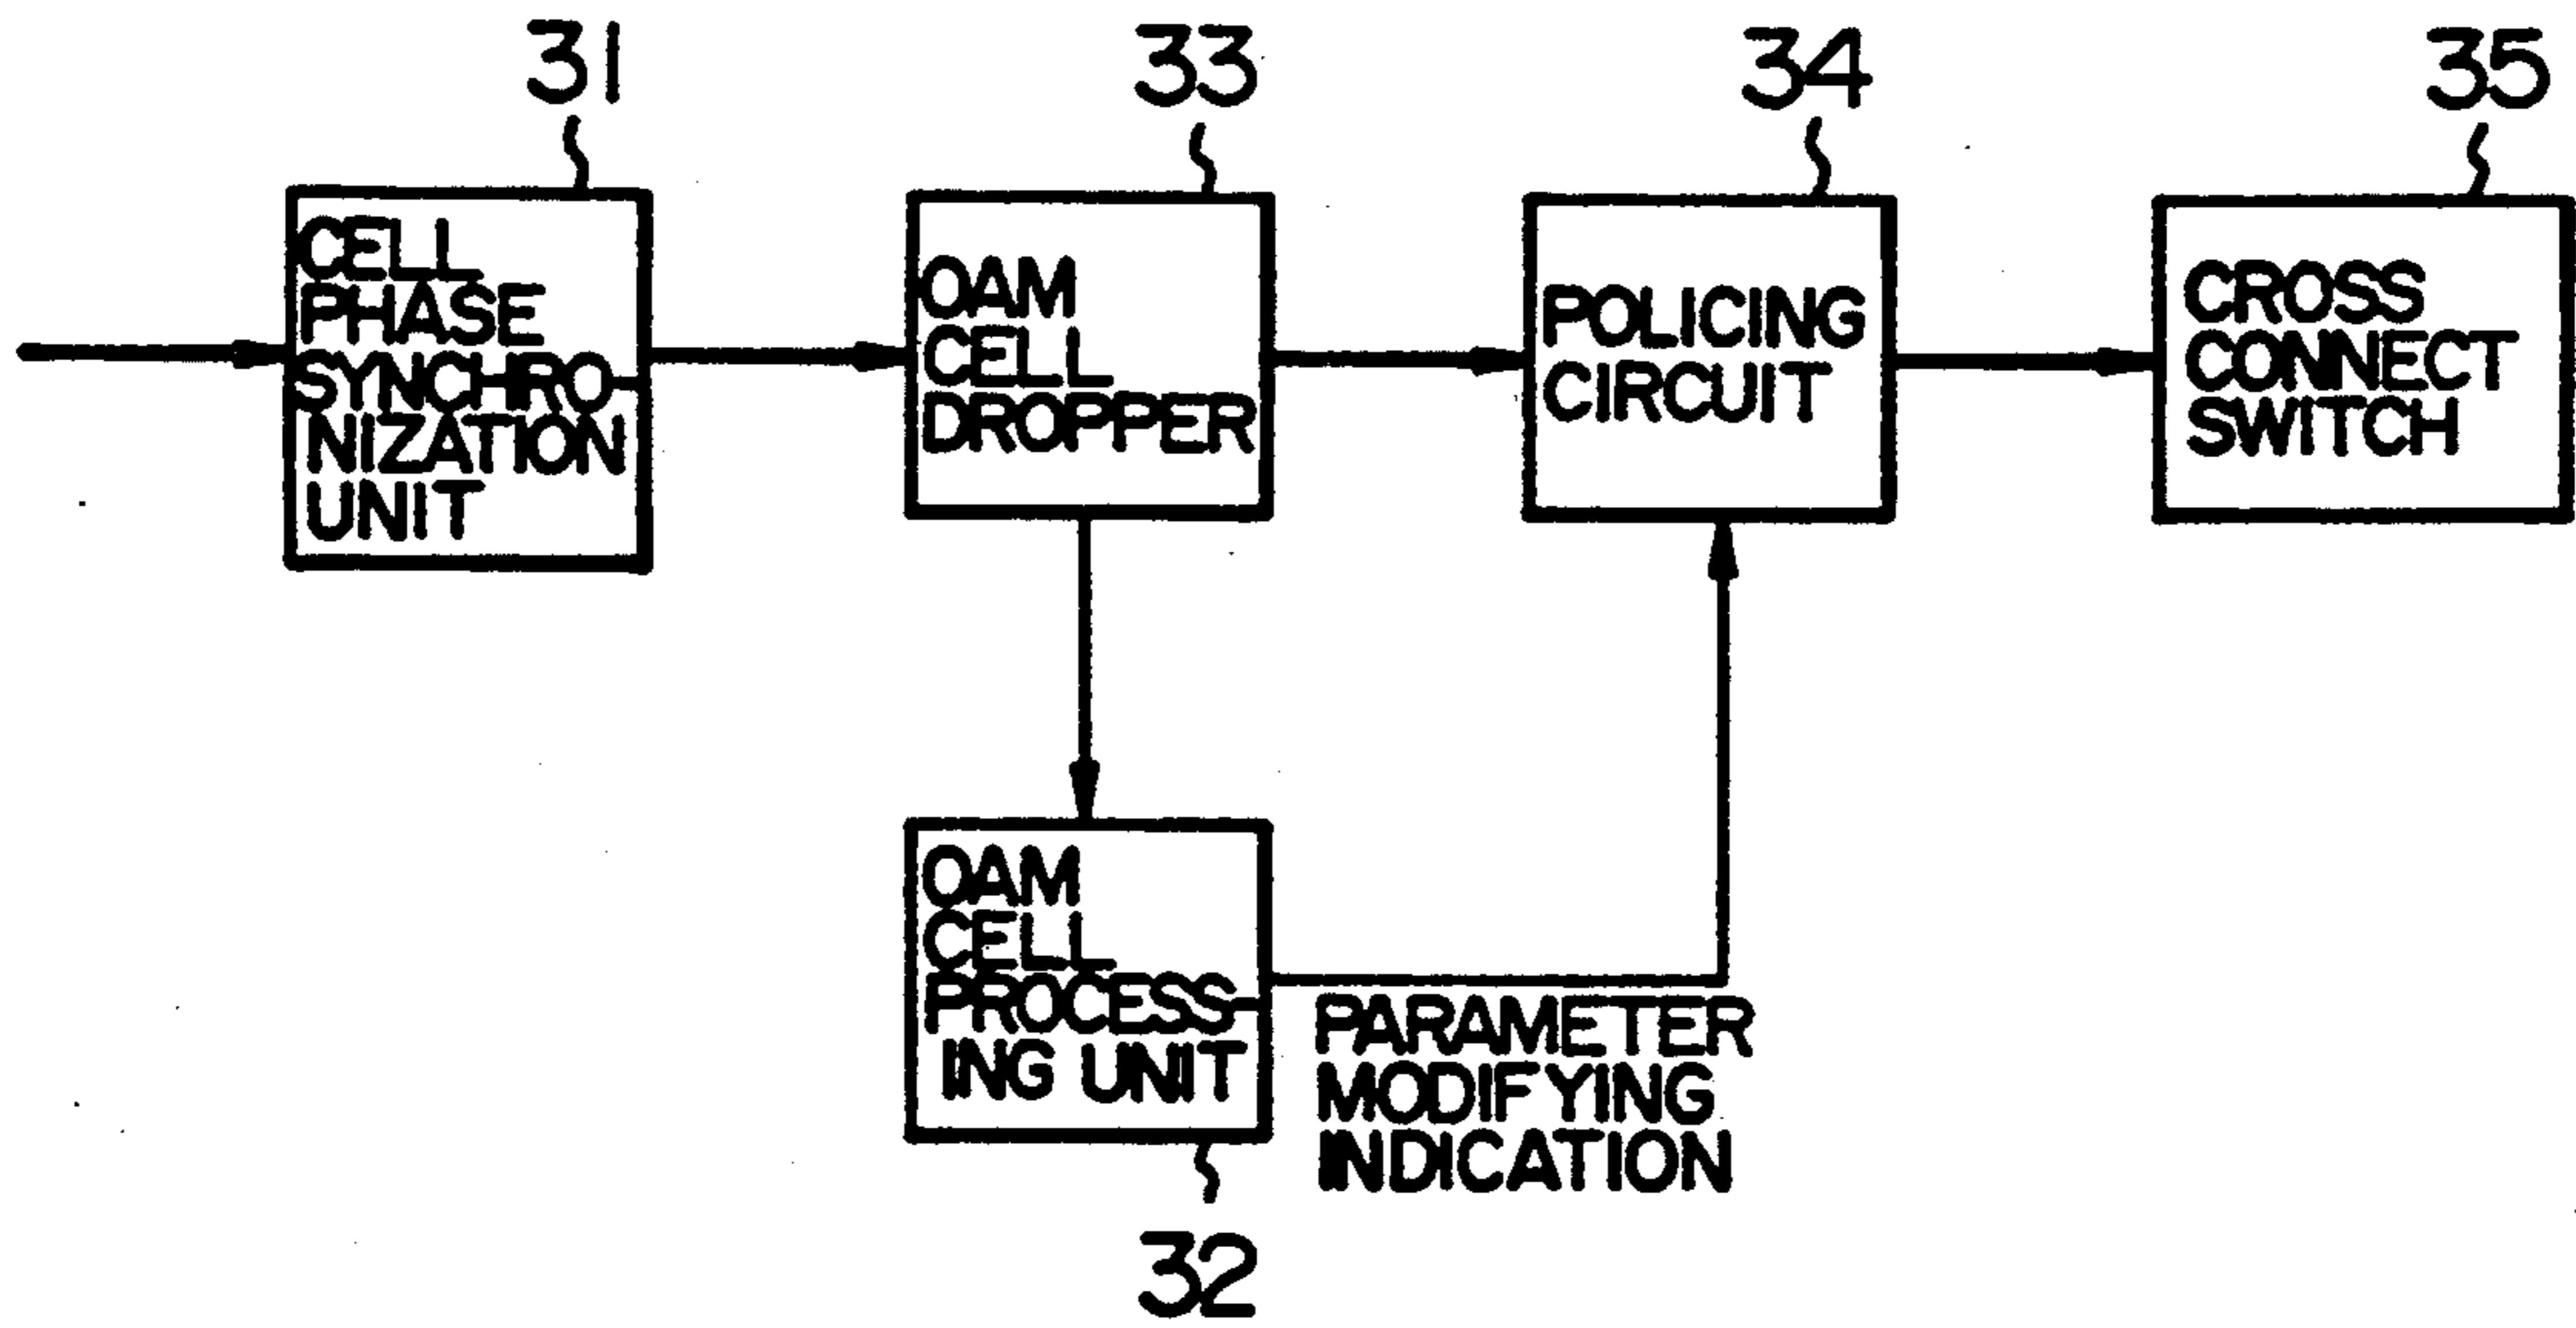 31
33
34
35
CELL
PHASE
SYNCHRO-
NIZATION
UNIT
OAM
CELL
DROPPER
POLICING
CIRCUIT
CROSS
CONNECT
SWITCH
OAM
CELL
PROCESS-
ING UNIT
PARAMETER
MODIFYING
INDICATION
32